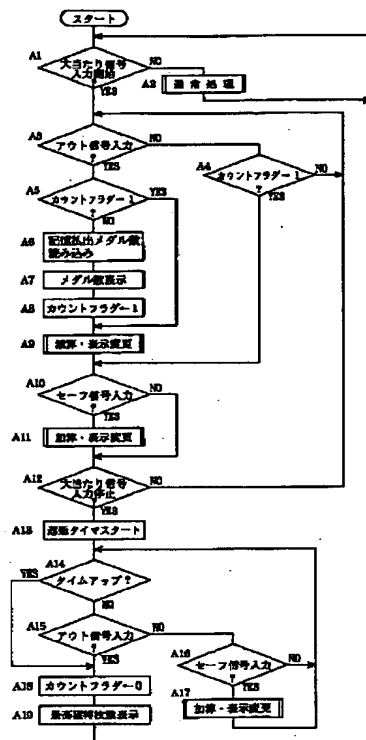 スタート
A1
大当たり信号
入力開始
?
NO
YES
A2
通常処理
A3
アウト信号入力
?
NO
YES
A4
カウントフラグ=1
?
NO
YES
A5
カウントフラグ=1
?
YES
NO
A6
記憶払出メダル数
読み込み
A7
メダル数表示
A8
カウントフラグ=1
A9
減算・表示変更
A10
セーフ信号入力
?
NO
YES
A11
加算・表示変更
A12
大当たり信号
入力停止
?
NO
YES
A13
遅延タイマスタート
A14
YES
タイムアップ?
NO
A15
アウト信号入力
?
NO
YES
A16
セーフ信号入力
?
NO
YES
A17
加算・表示変更
A18
カウントフラグ=0
A19